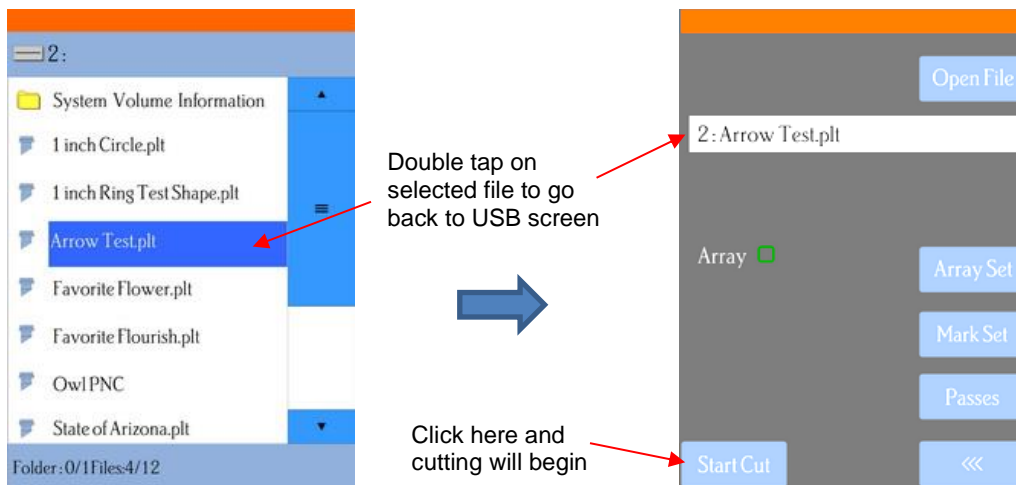 2:
System Volume Information
1 inch Circle.plt
1 inch Ring Test Shape.plt
Arrow Test.plt
Favorite Flower.plt
Favorite Flourish.plt
Owl PNC
State of Arizona.plt
Folder:0/1Files:4/12
Double tap on
selected file to go
back to USB screen
Click here and
cutting will begin
Open File
2:Arrow Test.plt
Array
Array Set
Mark Set
Passes
Start Cut
<<<